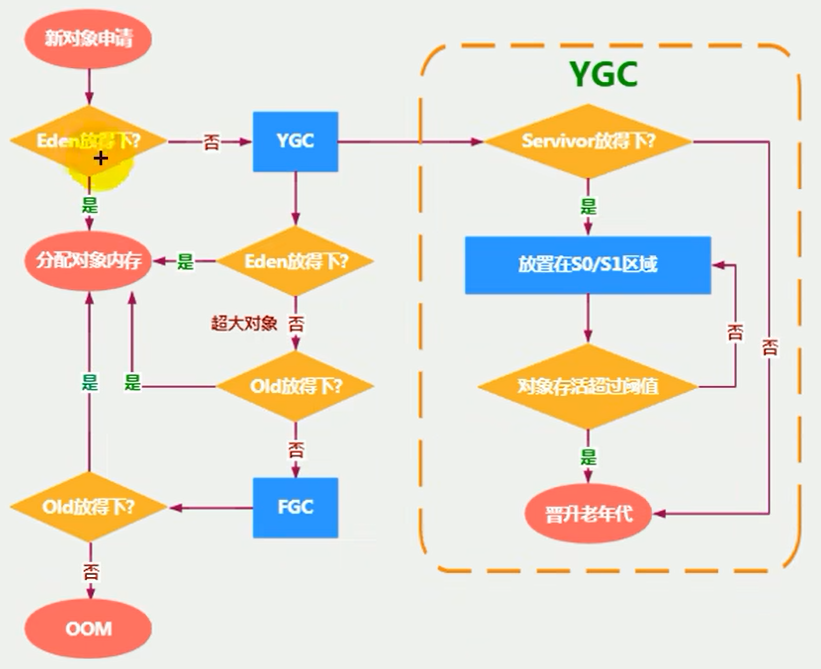 新对象申请
YGC
Eden放得下?
否
YGC
Servivor放得下?
是
是
分配对象内存
是
Eden放得下?
放置在S0/S1区域
超大对象
否
否
否
是
是
Old放得下?
对象存活超过阈值
否
是
Old放得下?
FGC
晋升老年代
否
OOM